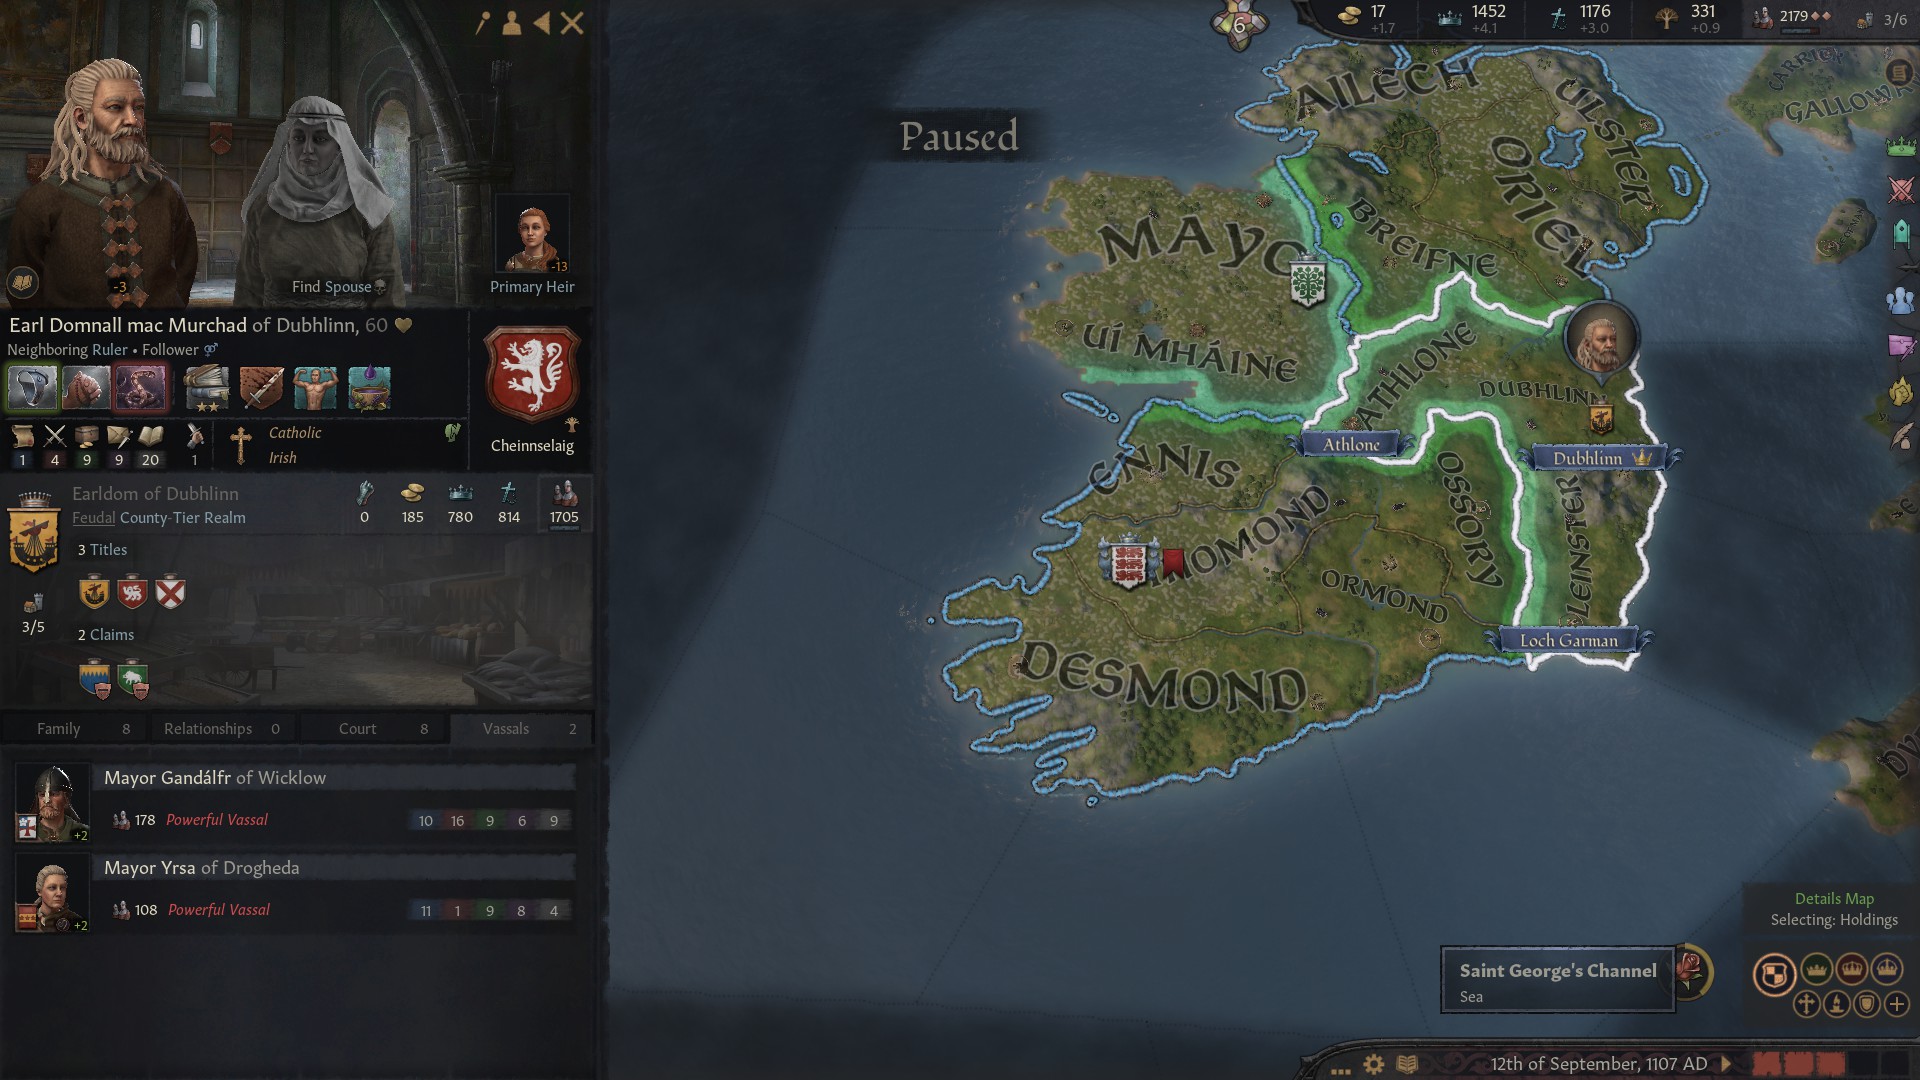 6
17
+1.7
1452
+4.1
1176
+3.0
331
+0.9
2179
3/6
Paused
-3
Find Spouse
-13
Primary Heir
Earl Domnall mac Murchad of Dubhlinn, 60
Neighboring Ruler • Follower
Cheinnselaig
1 4 9 9 20 1
Catholic
Irish
Earldom of Dubhlinn
Feudal County-Tier Realm
0 185 780 814 1705
3 Titles
3/5
2 Claims
Family 8
Relationships 0
Court 8
Vassals 2
Mayor Gandálfr of Wicklow
178 Powerful Vassal
10 16 9 6 9
+2
Mayor Yrsa of Drogheda
108 Powerful Vassal
11 1 9 8 4
+2
AILECH
ULSTER
ORIEL
CARRICK
MAYO
BREIFNE
UÍ MHÁINE
ATHLONE
DUBHLINN
Athlone
Dubhlinn
ENNIS
OSSORY
LEINSTER
ORMOND
Loch Garman
DESMOND
Details Map
Selecting: Holdings
Saint George's Channel
Sea
12th of September, 1107 AD